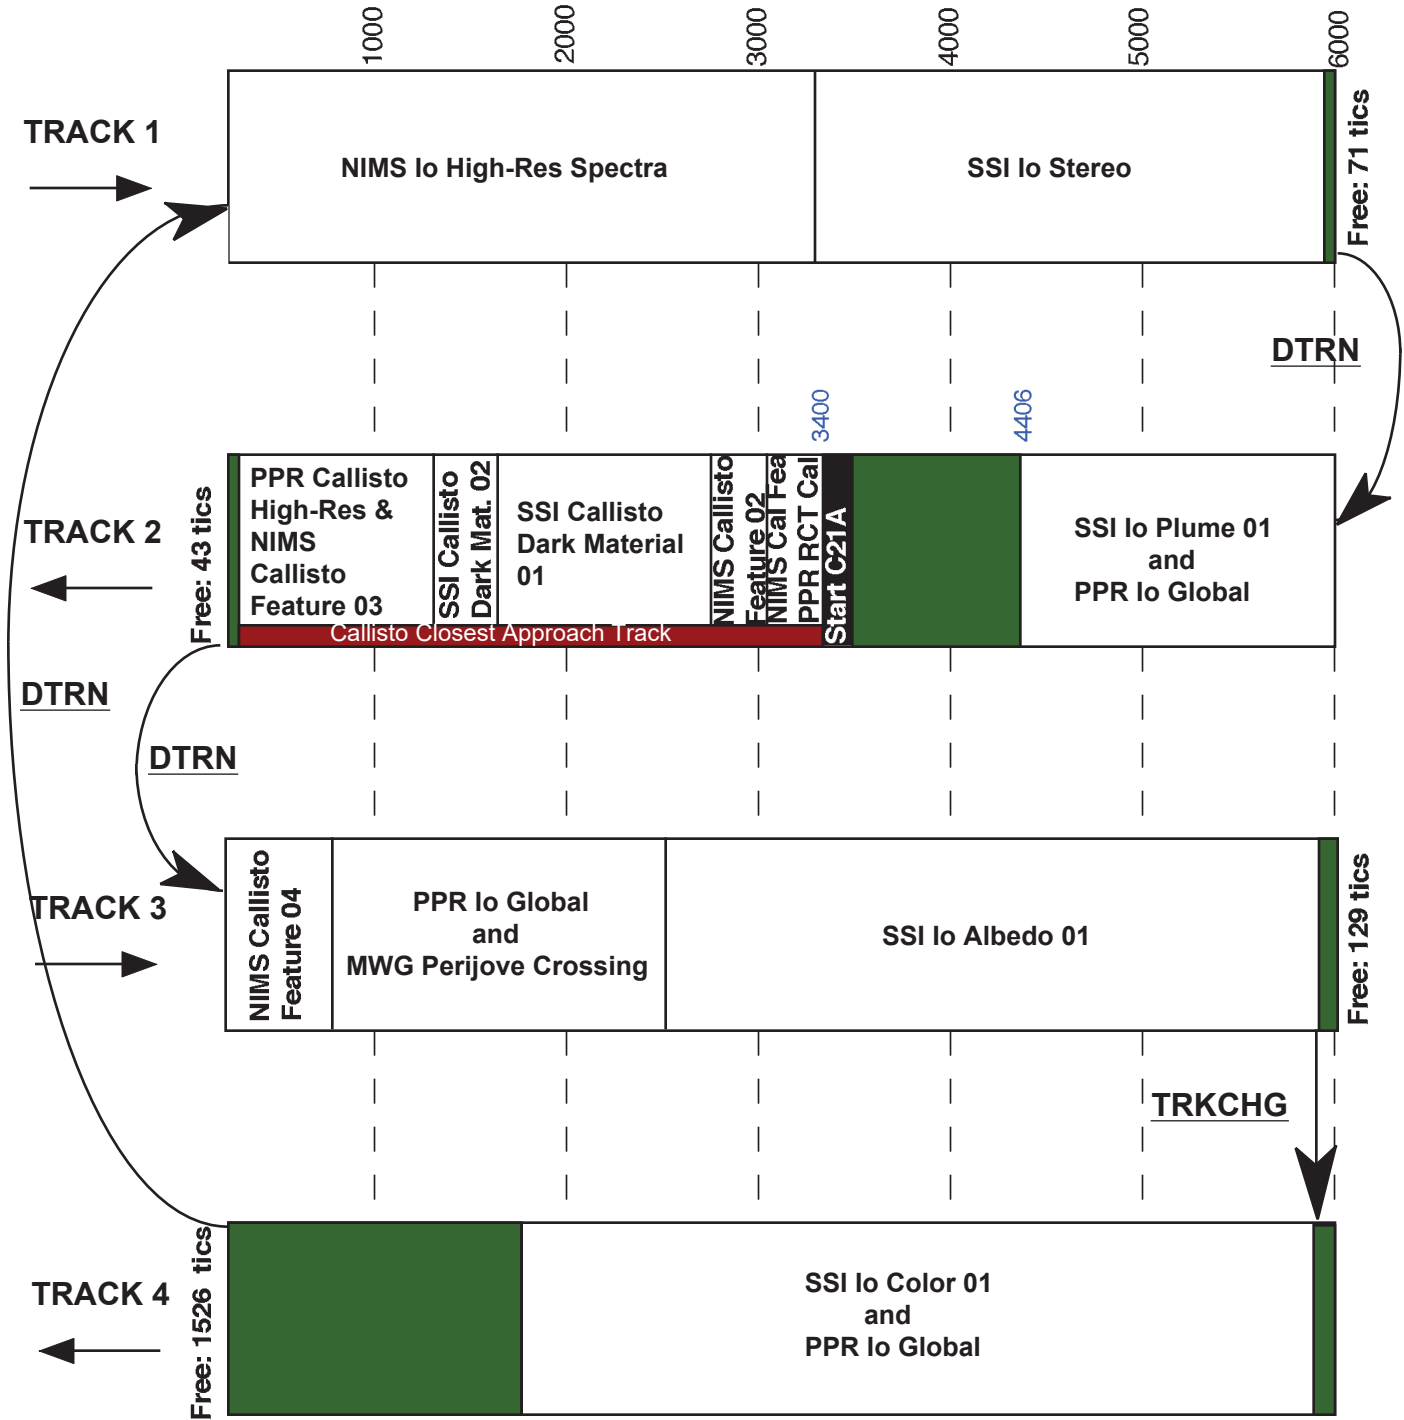 1000
2000
3000
4000
5000
6000
TRACK 1
NIMS Io High-Res Spectra
SSI Io Stereo
Free: 71 tics
DTRN
3400
4406
TRACK 2
Free: 43 tics
PPR Callisto
High-Res &
NIMS
Callisto
Feature 03
SSI Callisto
Dark Mat. 02
SSI Callisto
Dark Material
01
NIMS Callisto
Feature 02
NIMS Cal Fea
PPR RCT Cal
Start C21A
SSI Io Plume 01
and
PPR Io Global
Callisto Closest Approach Track
DTRN
DTRN
TRACK 3
NIMS Callisto
Feature 04
PPR Io Global
and
MWG Perijove Crossing
SSI Io Albedo 01
Free: 129 tics
TRKCHG
TRACK 4
Free: 1526 tics
SSI Io Color 01
and
PPR Io Global